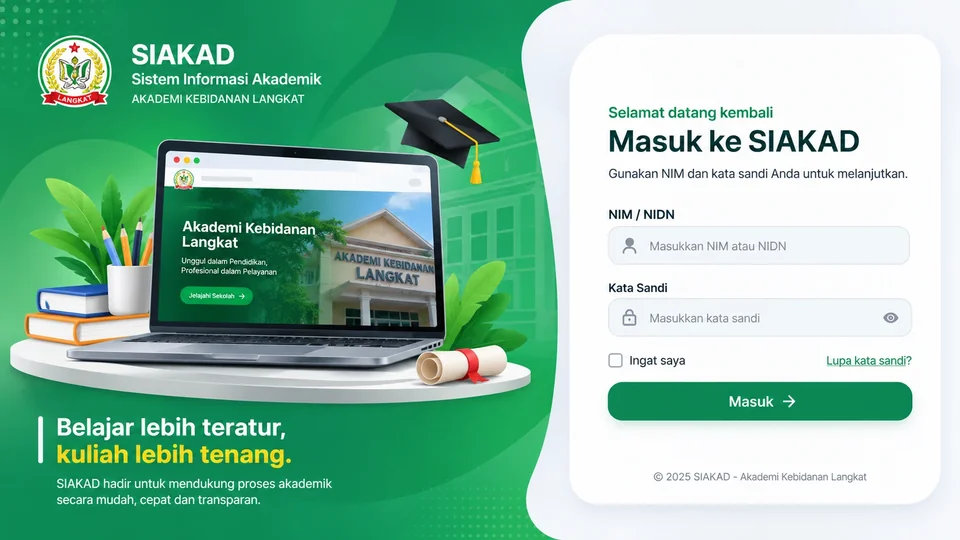 LANGKAT
SIAKAD
Sistem Informasi Akademik
AKADEMI KEBIDANAN LANGKAT
Akademi Kebidanan
Langkat
Unggul dalam Pendidikan,
Profesional dalam Pelayanan
Jelajahi Sekolah
AKADEMI KEBIDANAN
LANGKAT
Belajar lebih teratur,
kuliah lebih tenang.
SIAKAD hadir untuk mendukung proses akademik
secara mudah, cepat dan transparan.
Selamat datang kembali
Masuk ke SIAKAD
Gunakan NIM dan kata sandi Anda untuk melanjutkan.
NIM / NIDN
Masukkan NIM atau NIDN
Kata Sandi
Masukkan kata sandi
Ingat saya
Lupa kata sandi?
Masuk
© 2025 SIAKAD - Akademi Kebidanan Langkat